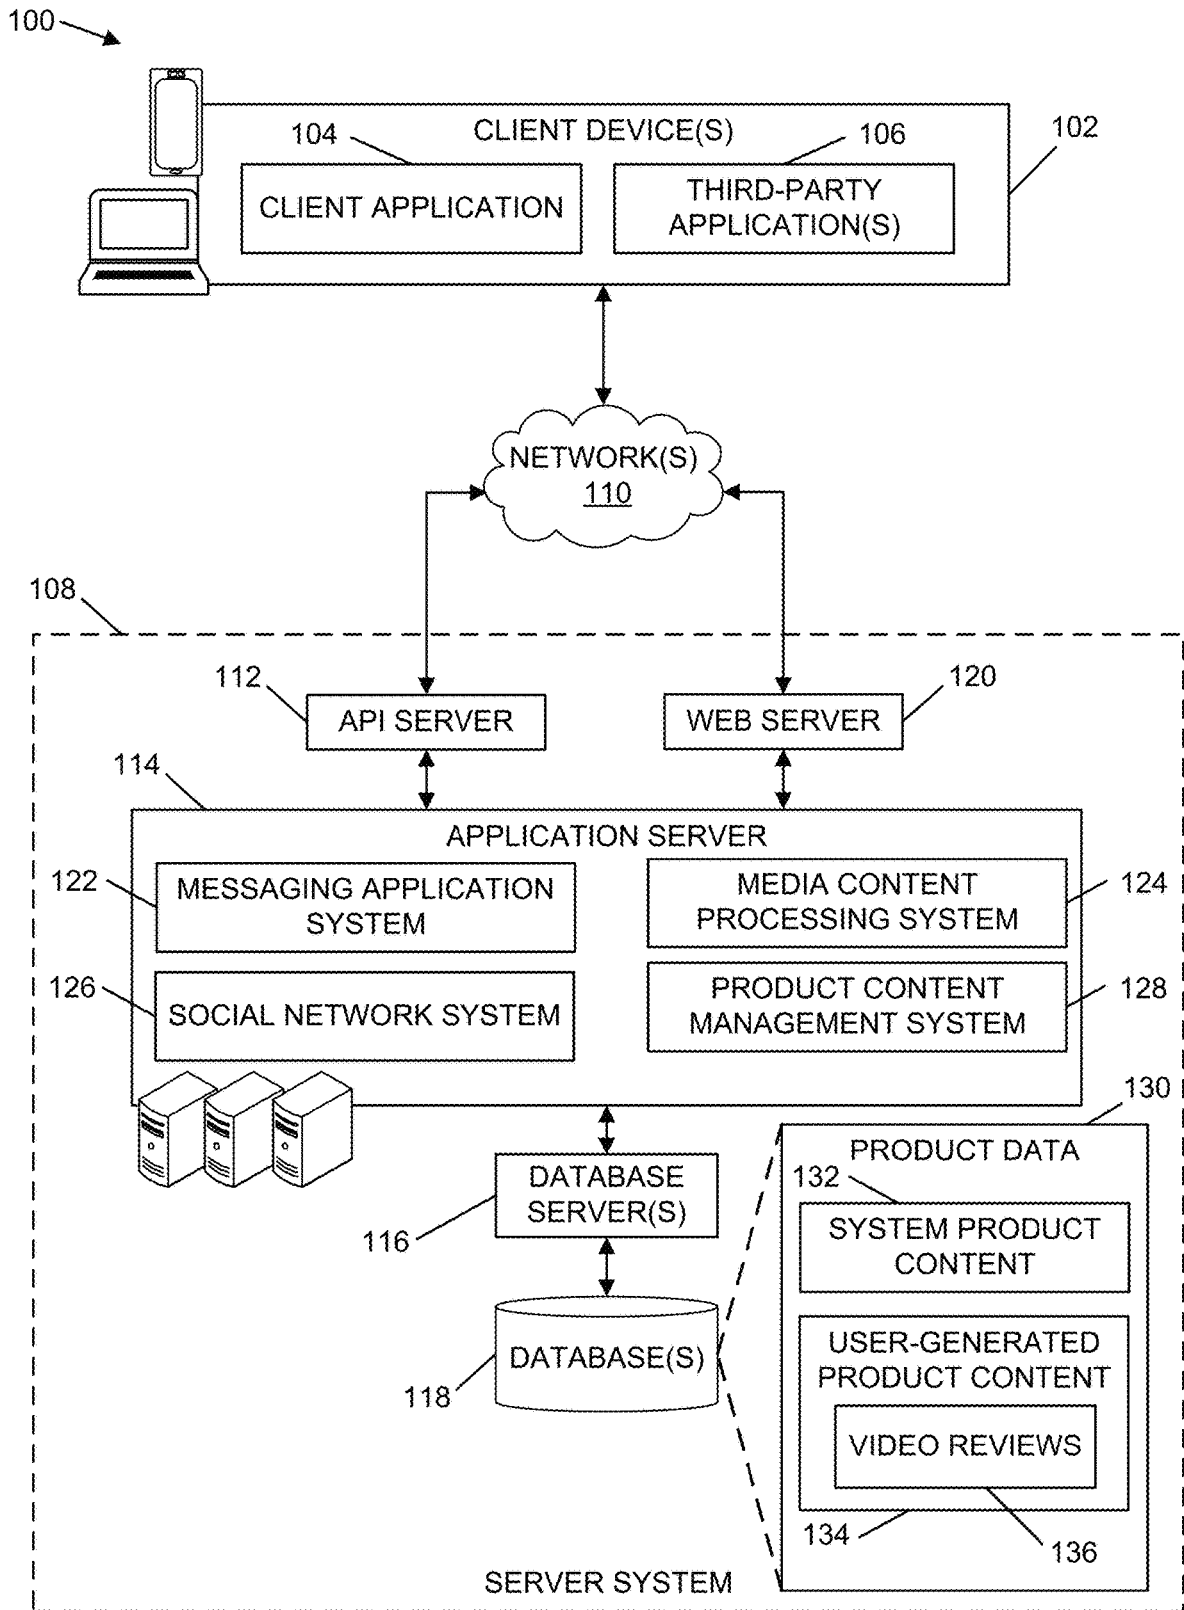 100
CLIENT DEVICE(S)
104
106
102
CLIENT APPLICATION
THIRD-PARTY
APPLICATION(S)
NETWORK(S)
110
108
112
API SERVER
WEB SERVER
120
114
APPLICATION SERVER
122
MESSAGING APPLICATION
SYSTEM
MEDIA CONTENT
PROCESSING SYSTEM
124
126
SOCIAL NETWORK SYSTEM
PRODUCT CONTENT
MANAGEMENT SYSTEM
128
130
PRODUCT DATA
132
SYSTEM PRODUCT
CONTENT
DATABASE
SERVER(S)
116
USER-GENERATED
PRODUCT CONTENT
DATABASE(S)
118
VIDEO REVIEWS
134
136
SERVER SYSTEM